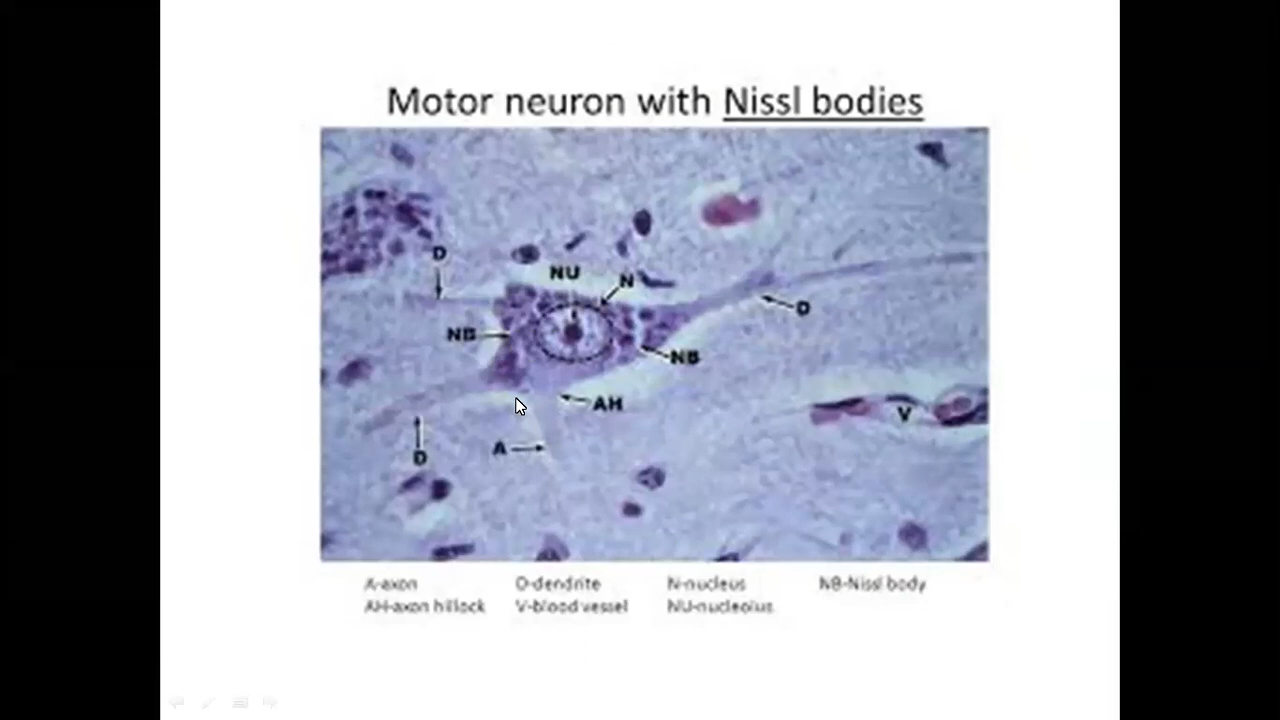 Motor neuron with Nissl bodies
D
NU
N
D
NB
NB
AH
V
A
D
A-axon D-dendrite N-nucleus NB-Nissl body
AH-axon hillock V-blood vessel NU-nucleolus